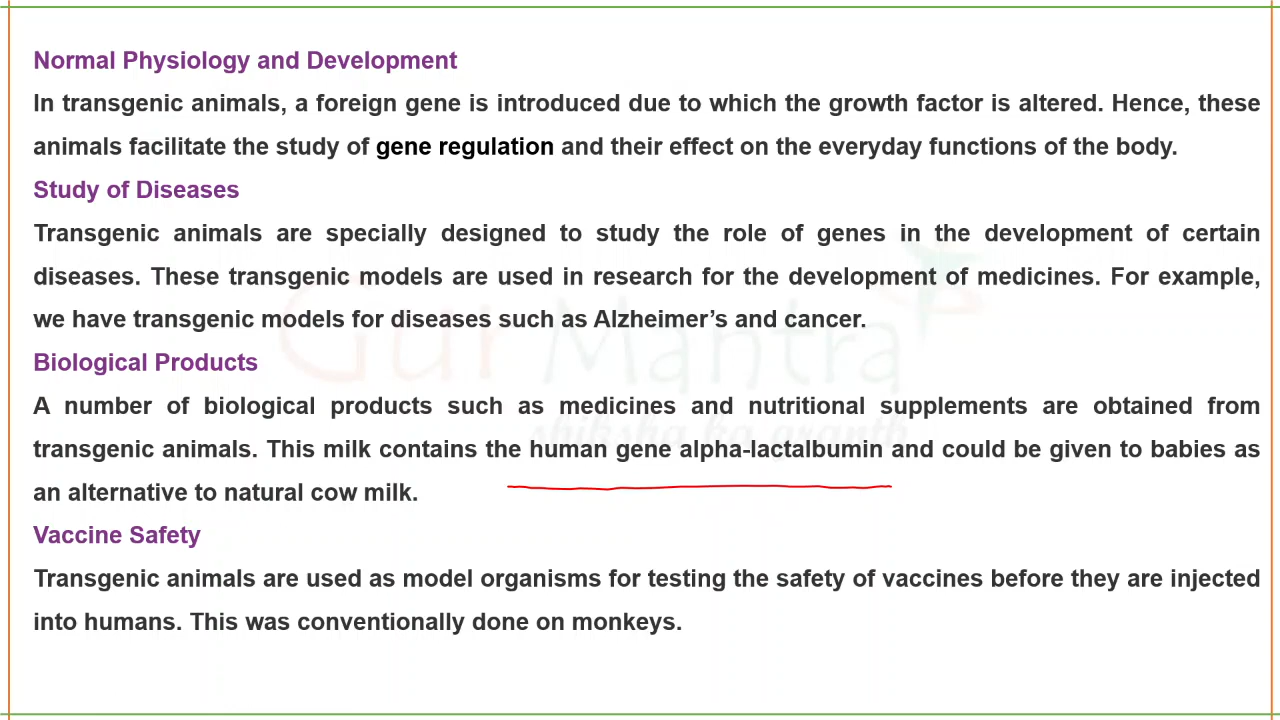 Normal Physiology and Development
In transgenic animals, a foreign gene is introduced due to which the growth factor is altered. Hence, these
animals facilitate the study of gene regulation and their effect on the everyday functions of the body.
Study of Diseases
Transgenic animals are specially designed to study the role of genes in the development of certain
diseases. These transgenic models are used in research for the development of medicines. For example,
we have transgenic models for diseases such as Alzheimer’s and cancer.
Gur Mantra
Biological Products
A number of biological products such as medicines and nutritional supplements are obtained from
shiksha ka granth
transgenic animals. This milk contains the human gene alpha-lactalbumin and could be given to babies as
an alternative to natural cow milk.
Vaccine Safety
Transgenic animals are used as model organisms for testing the safety of vaccines before they are injected
into humans. This was conventionally done on monkeys.